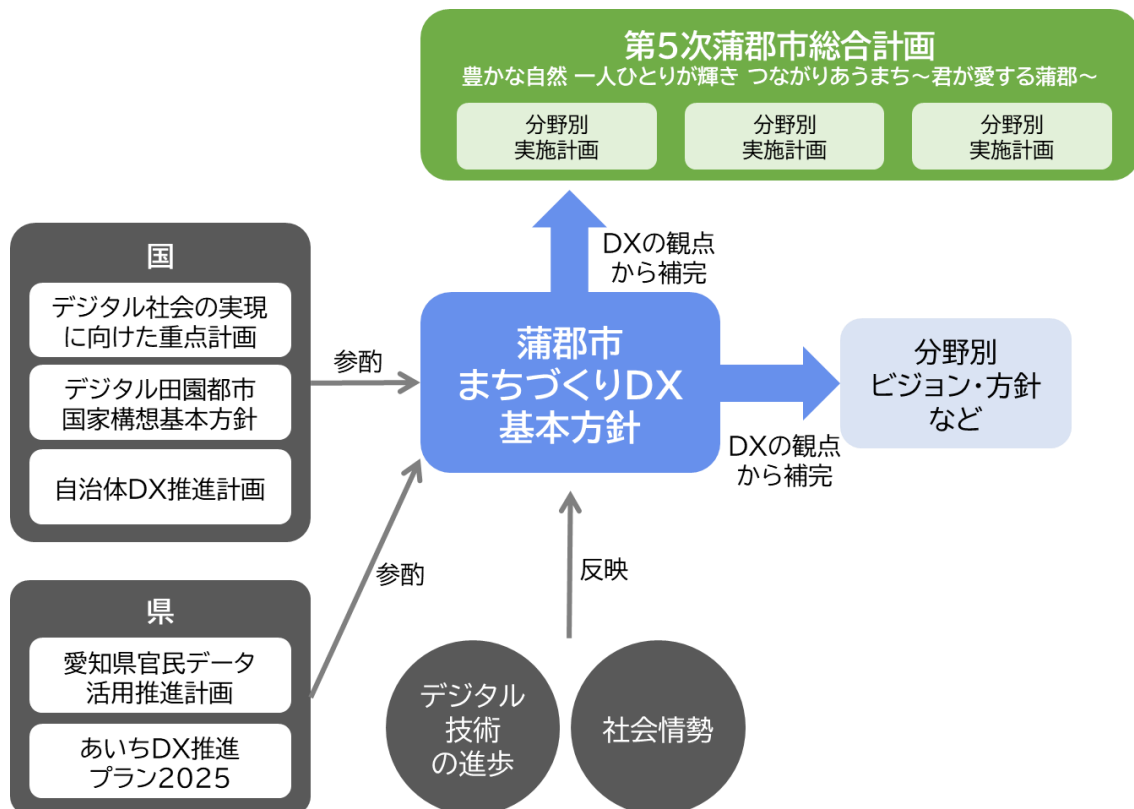 第5次蒲郡市総合計画
豊かな自然 一人ひとりが輝き つながりあうまち～君が愛する蒲郡～
分野別
実施計画
分野別
実施計画
分野別
実施計画
DXの観点
から補完
国
デジタル社会の実現
に向けた重点計画
デジタル田園都市
国家構想基本方針
自治体DX推進計画
参酌
蒲郡市
まちづくりDX
基本方針
DXの観点
から補完
分野別
ビジョン・方針
など
県
愛知県官民データ
活用推進計画
あいちDX推進
プラン2025
参酌
反映
デジタル
技術
の進歩
社会情勢